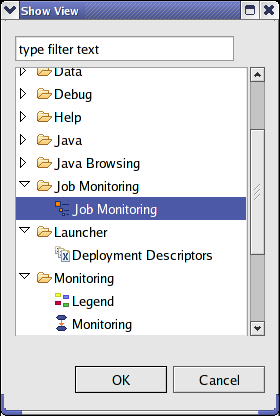 Show View
type filter text
Data
Debug
Help
Java
Java Browsing
Job Monitoring
Job Monitoring
Launcher
Deployment Descriptors
Monitoring
Legend
Monitoring
OK Cancel